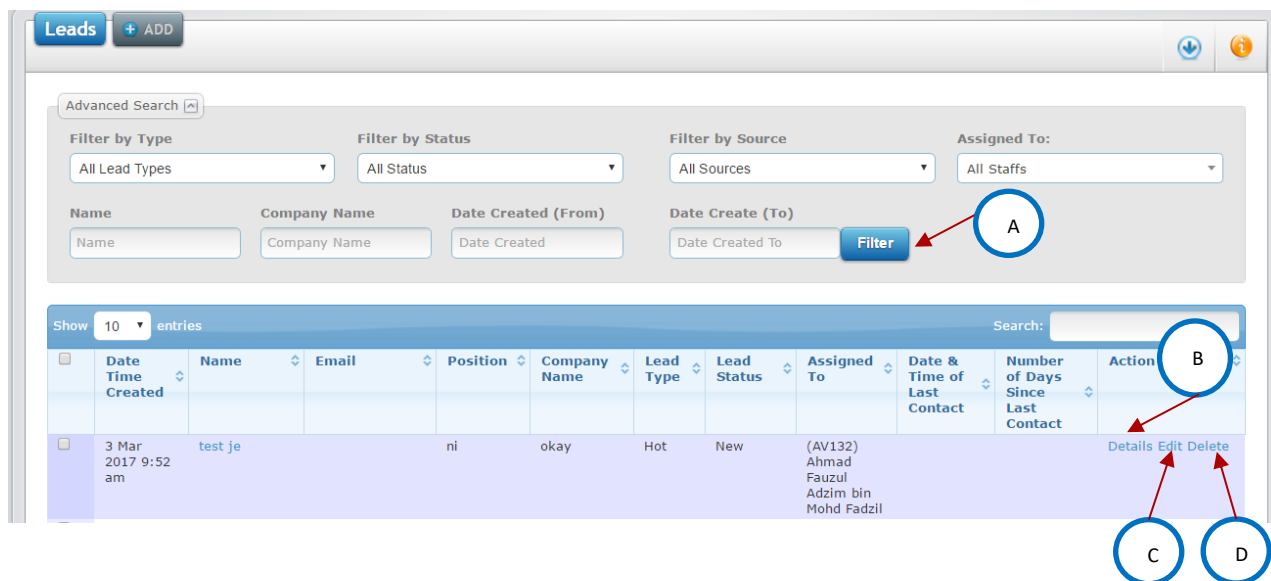 Leads + ADD
Advanced Search
Filter by Type Filter by Status Filter by Source Assigned To:
All Lead Types All Status All Sources All Staffs
Name Company Name Date Created (From) Date Create (To)
Name Company Name Date Created Date Created To Filter
A
Show 10 entries Search:
B
Date Time Created Name Email Position Company Name Lead Type Lead Status Assigned To Date & Time of Last Contact Number of Days Since Last Contact Action
3 Mar 2017 9:52 am test je ni okay Hot New (AV132) Ahmad Fauzul Adzim bin Mohd Fadzil Details Edit Delete
C D